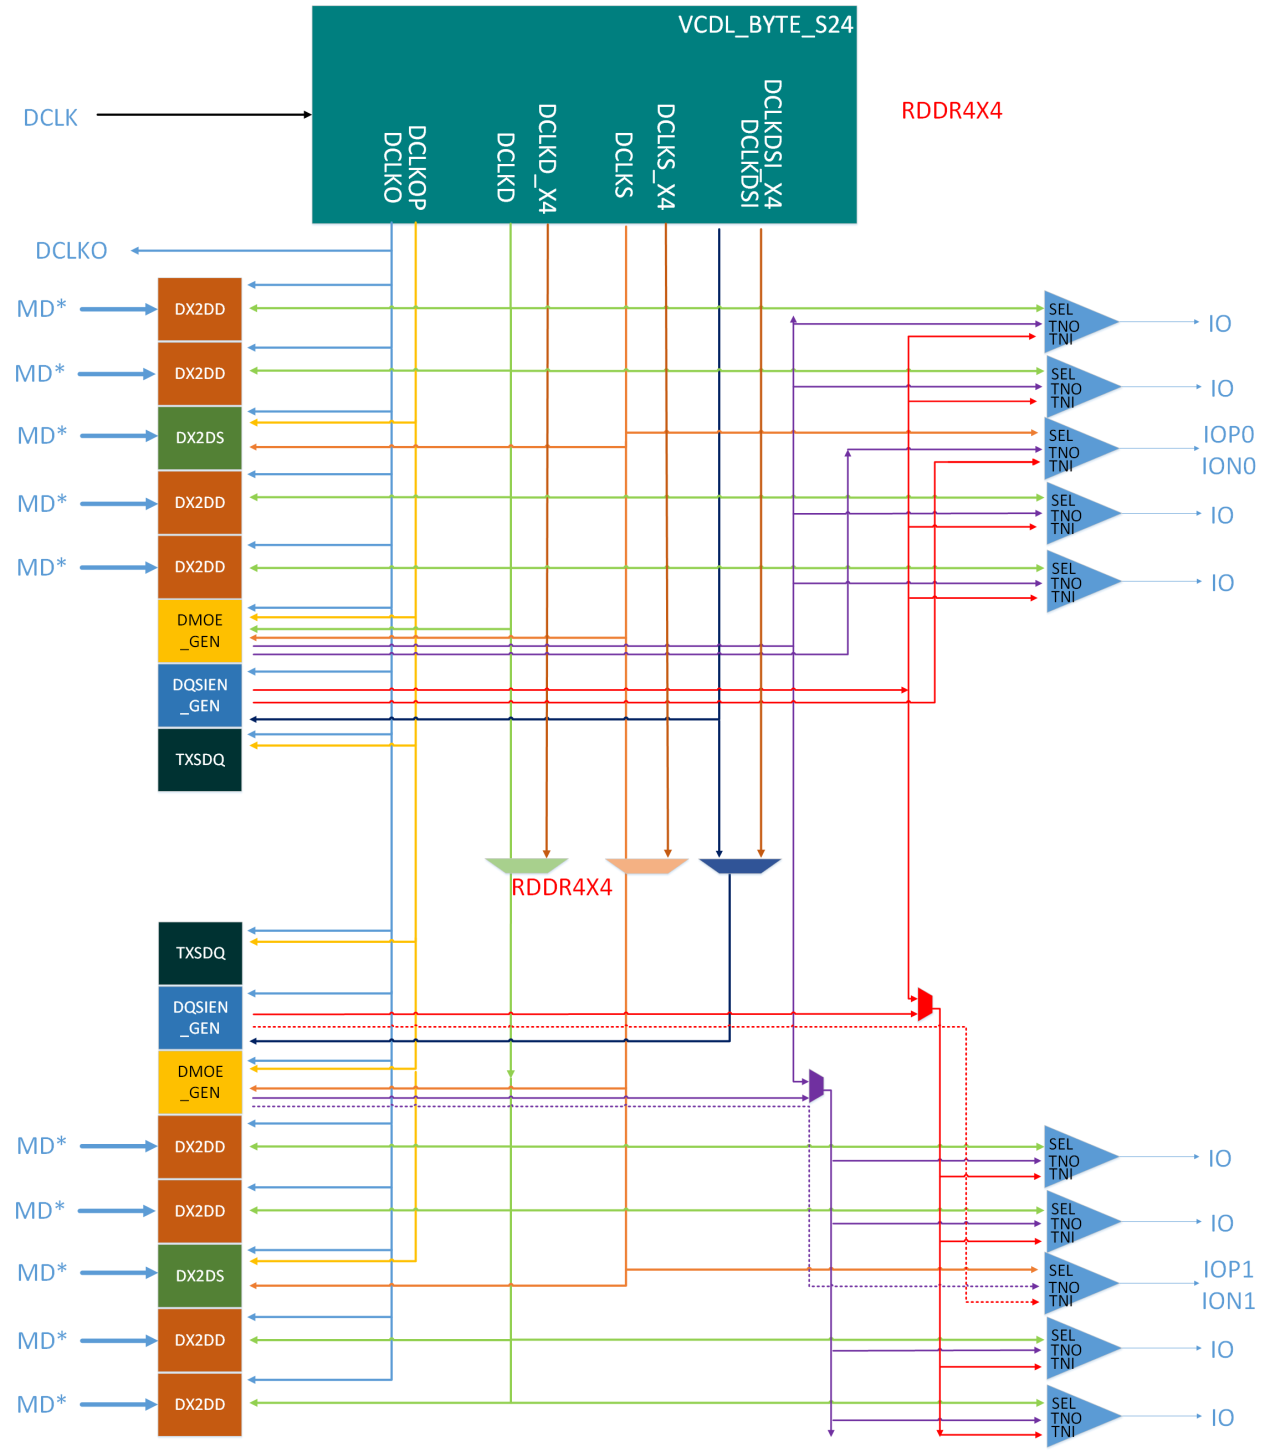 VCDL_BYTE_S24
DCLK
RDDR4X4
DCLKO
DCLKOP
DCLKD
DCLKD_X4
DCLKS
DCLKS_X4
DCLKDSI
DCLKDSI_X4
DCLKO
MD* DX2DD SEL TNO TNI IO
MD* DX2DD SEL TNO TNI IO
MD* DX2DS SEL TNO TNI IOP0
ION0
MD* DX2DD SEL TNO TNI IO
MD* DX2DD SEL TNO TNI IO
DMOE
_GEN
DQSIEN
_GEN
TXSDQ
RDDR4X4
TXSDQ
DQSIEN
_GEN
DMOE
_GEN
MD* DX2DD SEL TNO TNI IO
MD* DX2DD SEL TNO TNI IO
MD* DX2DS SEL TNO TNI IOP1
ION1
MD* DX2DD SEL TNO TNI IO
MD* DX2DD SEL TNO TNI IO